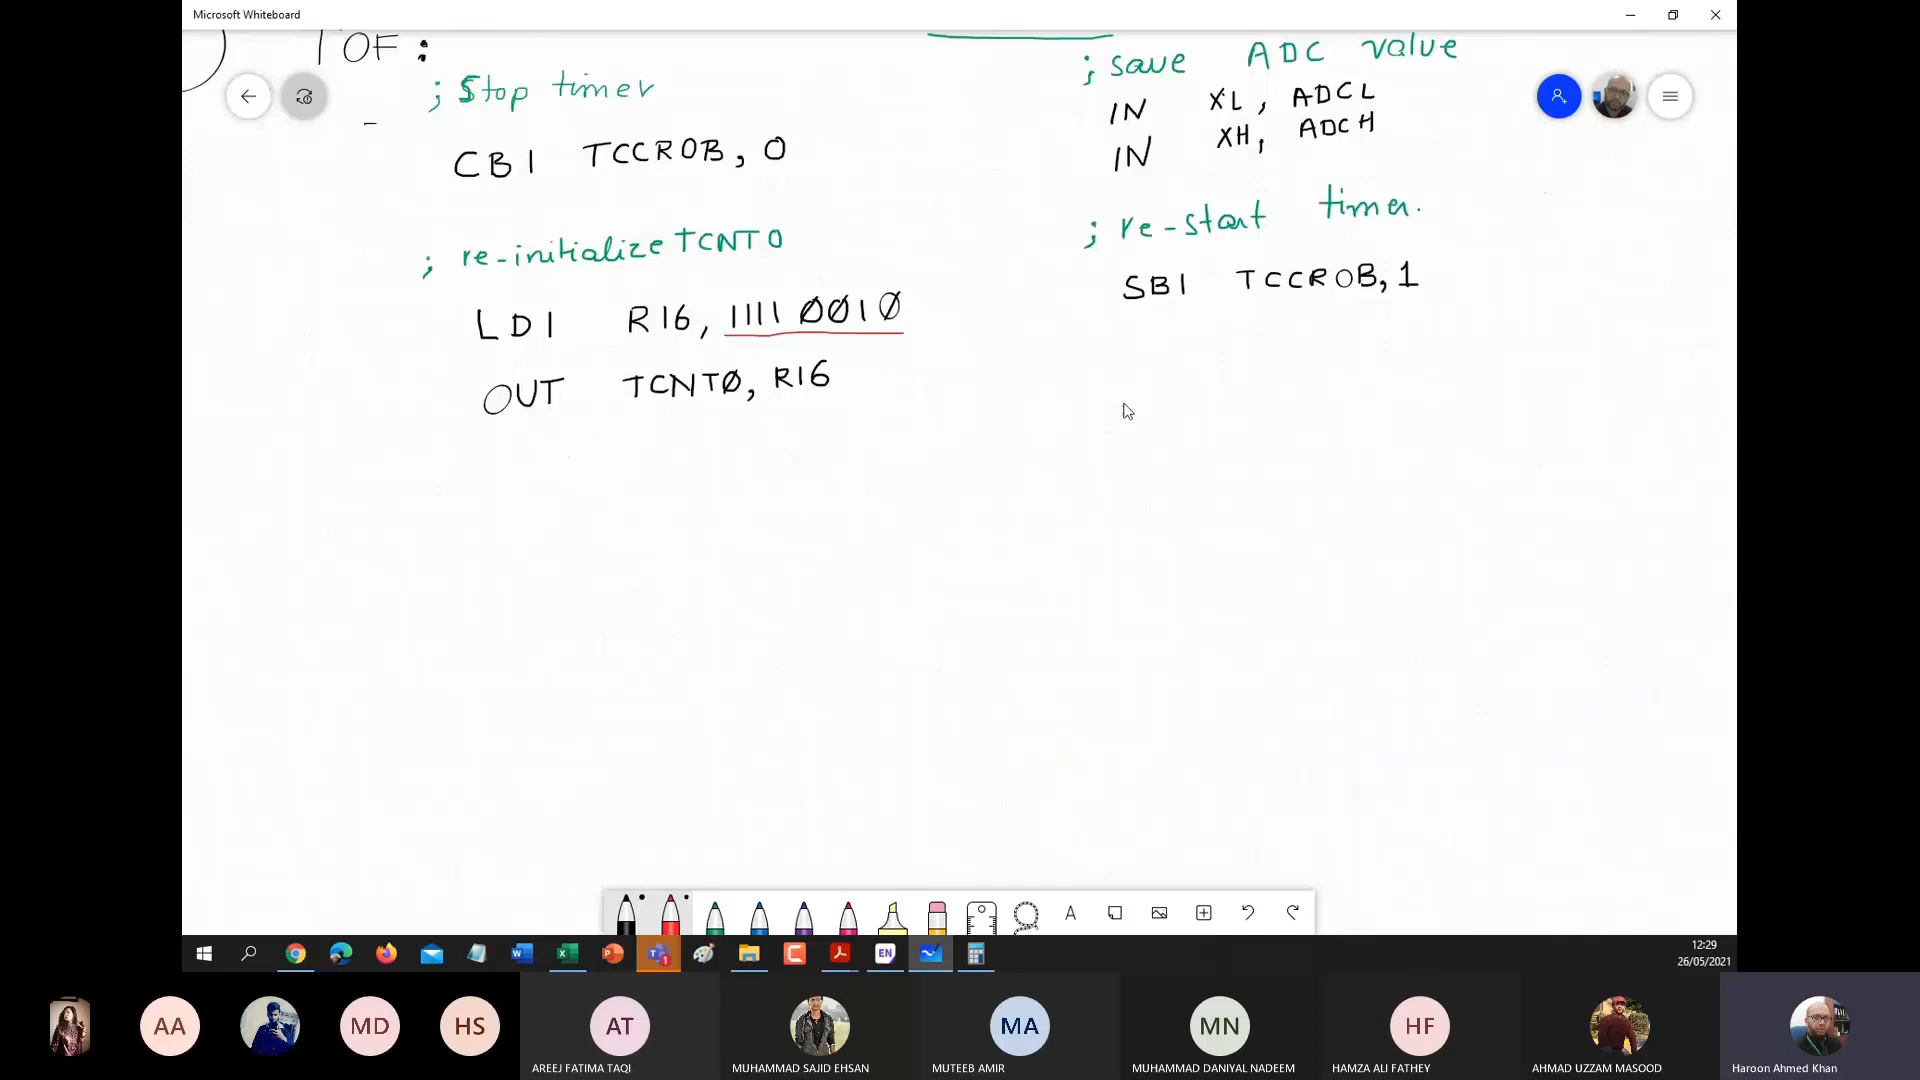 Microsoft Whiteboard
TOF:
; Stop timer
CBI TCCR0B, 0
; re-initialize TCNT0
LDI R16, 1111 0010
OUT TCNT0, R16
; save ADC value
IN XL, ADCL
IN XH, ADCH
; re-start timer.
SBI TCCR0B, 1
A
EN
12:29
26/05/2021
AA
MD
HS
AT
MA
MN
HF
AREEJ FATIMA TAQI
MUHAMMAD SAJID EHSAN
MUTEEB AMIR
MUHAMMAD DANIYAL NADEEM
HAMZA ALI FATHEY
AHMAD UZZAM MASOOD
Haroon Ahmed Khan